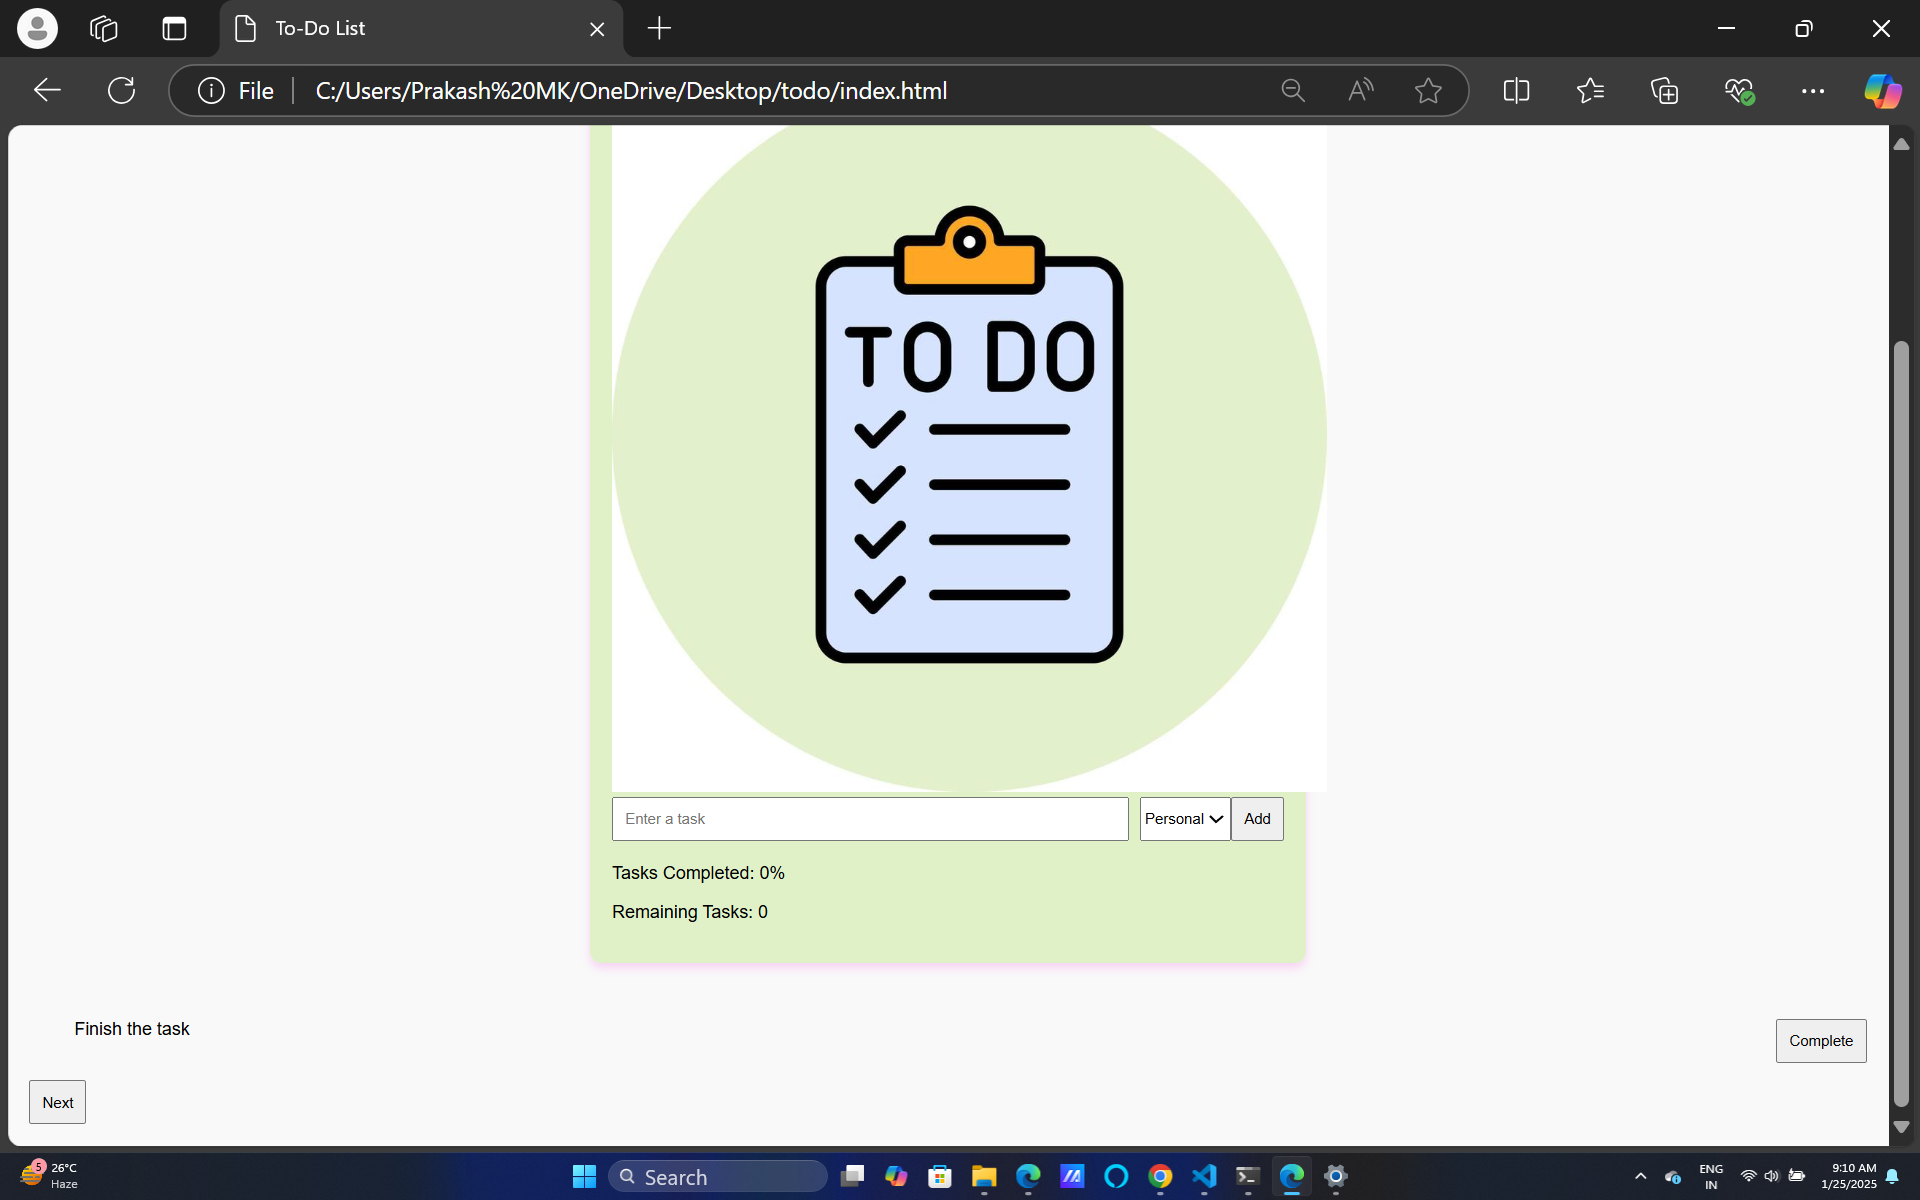 To-Do List
File
C:/Users/Prakash%20MK/OneDrive/Desktop/todo/index.html
TO DO
Enter a task
Personal
Add
Tasks Completed: 0%
Remaining Tasks: 0
Finish the task
Complete
Next
5
26°C
Haze
Search
ENG
IN
9:10 AM
1/25/2025